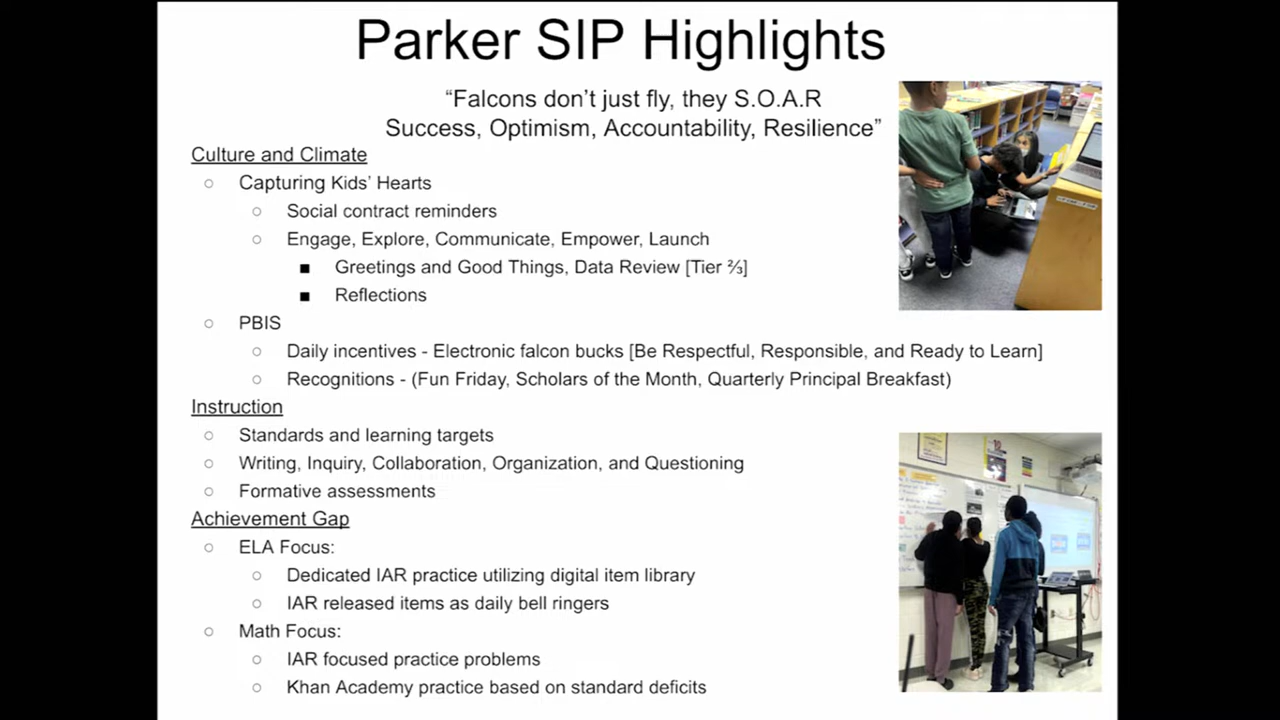 Parker SIP Highlights
“Falcons don’t just fly, they S.O.A.R
Success, Optimism, Accountability, Resilience”
Culture and Climate
○ Capturing Kids’ Hearts
○ Social contract reminders
○ Engage, Explore, Communicate, Empower, Launch
■ Greetings and Good Things, Data Review [Tier ⅔]
■ Reflections
○ PBIS
○ Daily incentives - Electronic falcon bucks [Be Respectful, Responsible, and Ready to Learn]
○ Recognitions - (Fun Friday, Scholars of the Month, Quarterly Principal Breakfast)
Instruction
○ Standards and learning targets
○ Writing, Inquiry, Collaboration, Organization, and Questioning
○ Formative assessments
Achievement Gap
○ ELA Focus:
○ Dedicated IAR practice utilizing digital item library
○ IAR released items as daily bell ringers
○ Math Focus:
○ IAR focused practice problems
○ Khan Academy practice based on standard deficits